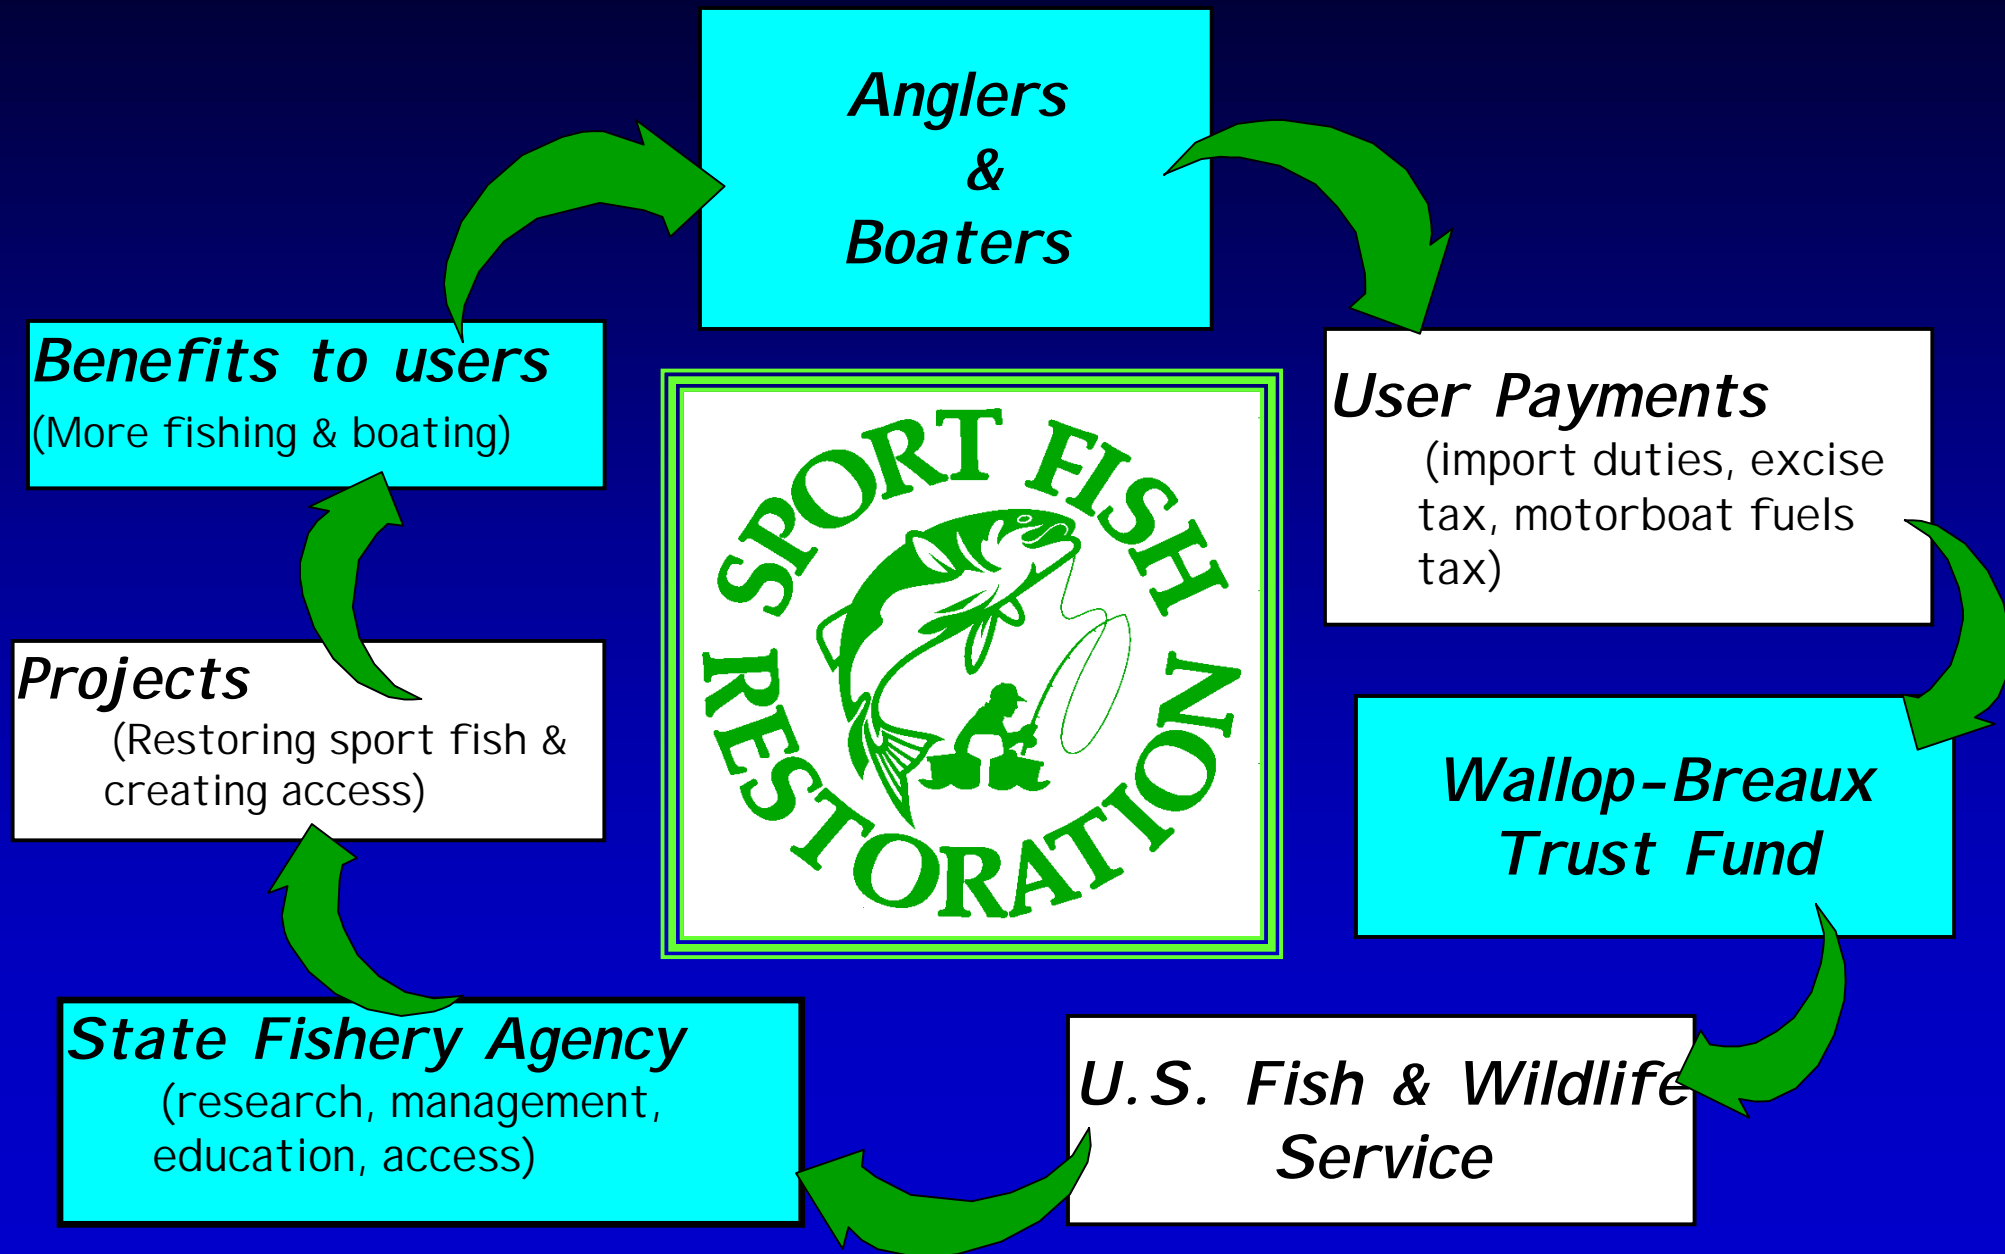 Anglers
&
Boaters
User Payments
(import duties, excise
tax, motorboat fuels
tax)
Wallop-Breaux
Trust Fund
U.S. Fish & Wildlife
Service
State Fishery Agency
(research, management,
education, access)
Projects
(Restoring sport fish &
creating access)
Benefits to users
(More fishing & boating)
SPORT FISH
RESTORATION